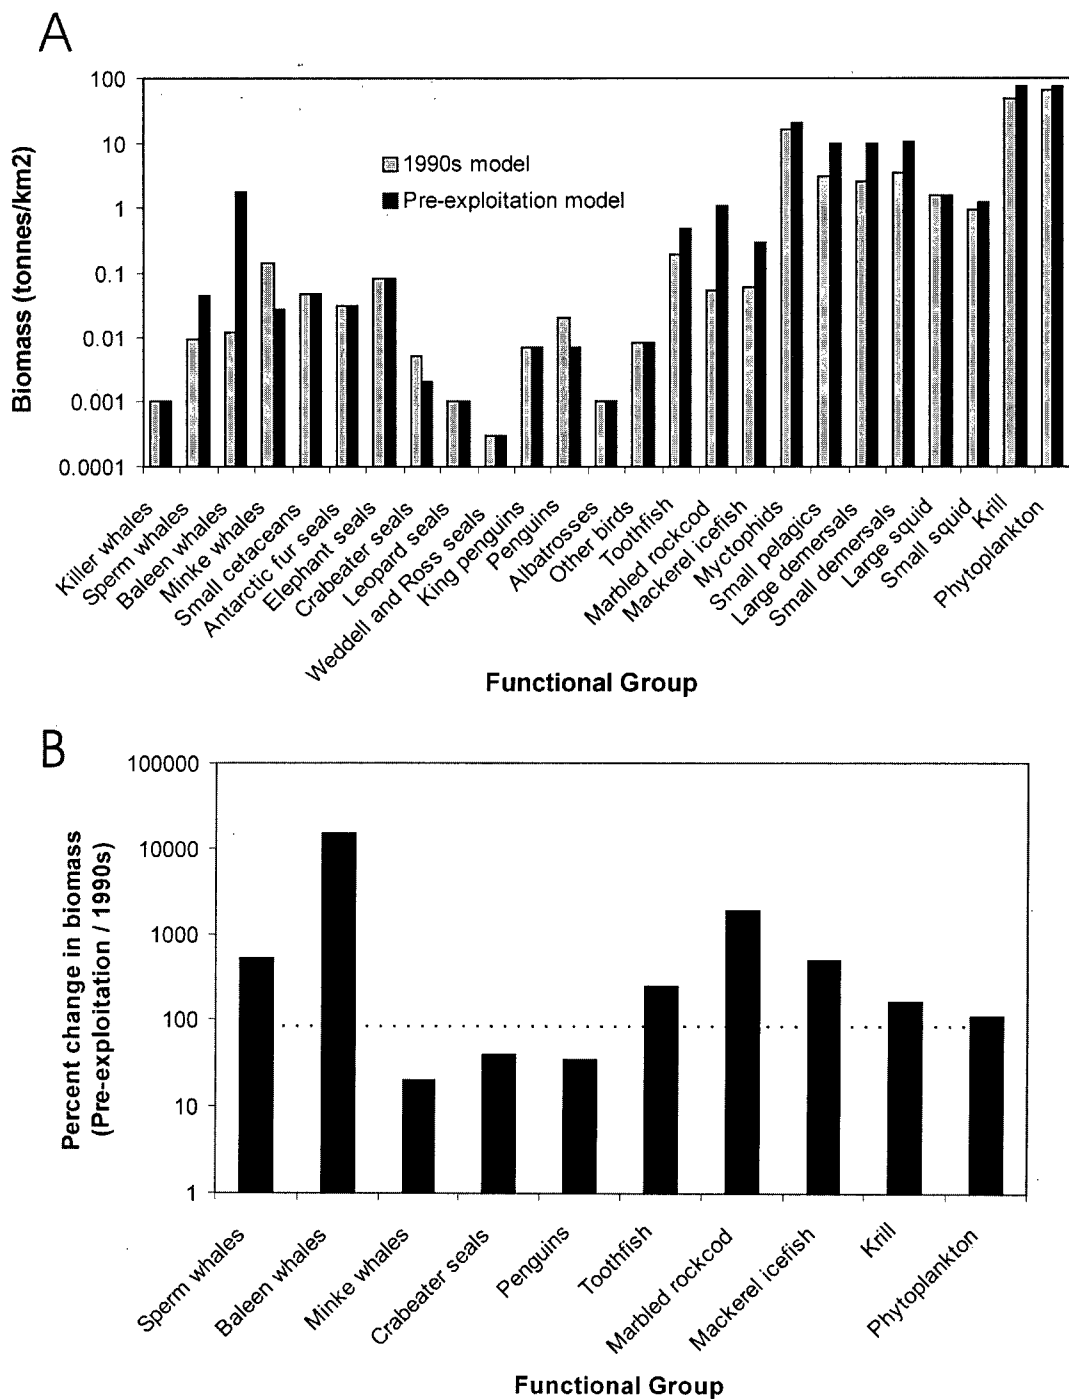 A
100
10
1
0.1
0.01
0.001
0.0001
Biomass (tonnes/km2)
1990s model
Pre-exploitation model
Killer whales
Sperm whales
Baleen whales
Minke whales
Small cetaceans
Antarctic fur seals
Elephant seals
Crabeater seals
Leopard seals
Weddell and Ross seals
King penguins
Penguins
Albatrosses
Other birds
Toothfish
Marbled rockcod
Mackerel icefish
Myctophids
Small pelagics
Large demersals
Small demersals
Large squid
Small squid
Krill
Phytoplankton
Functional Group
B
100000
10000
1000
100
10
1
Percent change in biomass
(Pre-exploitation / 1990s)
Sperm whales
Baleen whales
Minke whales
Crabeater seals
Penguins
Toothfish
Marbled rockcod
Mackerel icefish
Krill
Phytoplankton
Functional Group